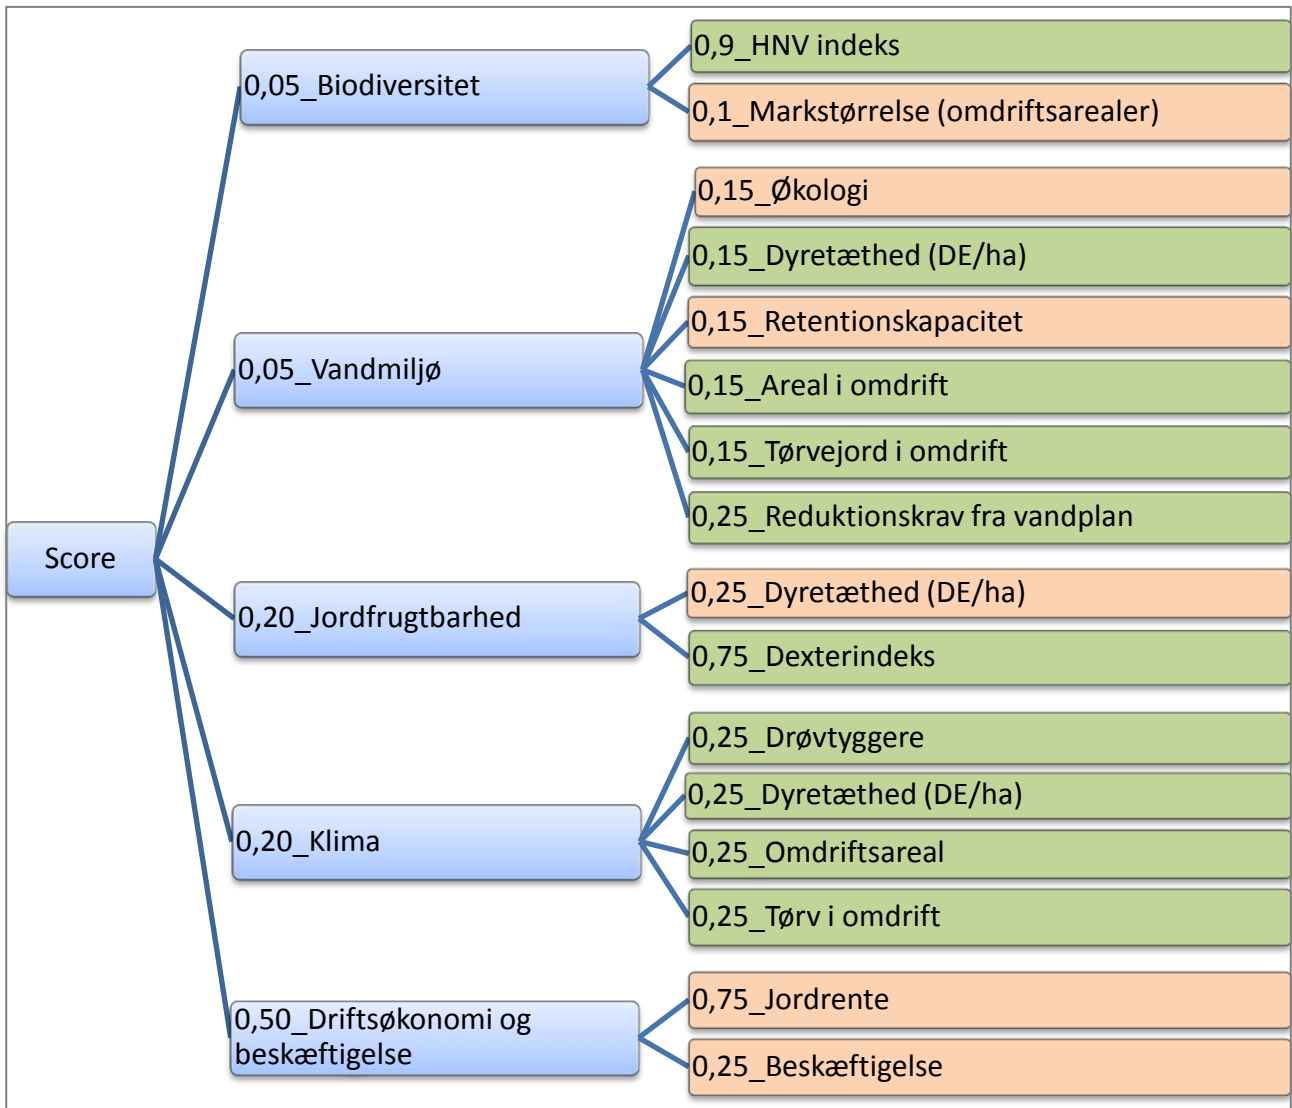 Score
0,05_Biodiversitet
0,9_HNV indeks
0,1_Markstørrelse (omdriftsarealer)
0,05_Vandmiljø
0,15_Økologi
0,15_Dyretæthed (DE/ha)
0,15_Retentionskapacitet
0,15_Areal i omdrift
0,15_Tørvejord i omdrift
0,25_Reduktionskrav fra vandplan
0,20_Jordfrugtbarhed
0,25_Dyretæthed (DE/ha)
0,75_Dexterindeks
0,20_Klima
0,25_Drøvtyggere
0,25_Dyretæthed (DE/ha)
0,25_Omdriftsareal
0,25_Tørv i omdrift
0,50_Driftsøkonomi og
beskæftigelse
0,75_Jordrente
0,25_Beskæftigelse